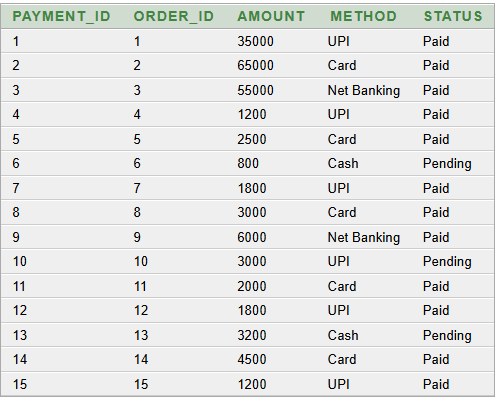 PAYMENT_ID ORDER_ID AMOUNT METHOD STATUS
1 1 35000 UPI Paid
2 2 65000 Card Paid
3 3 55000 Net Banking Paid
4 4 1200 UPI Paid
5 5 2500 Card Paid
6 6 800 Cash Pending
7 7 1800 UPI Paid
8 8 3000 Card Paid
9 9 6000 Net Banking Paid
10 10 3000 UPI Pending
11 11 2000 Card Paid
12 12 1800 UPI Paid
13 13 3200 Cash Pending
14 14 4500 Card Paid
15 15 1200 UPI Paid